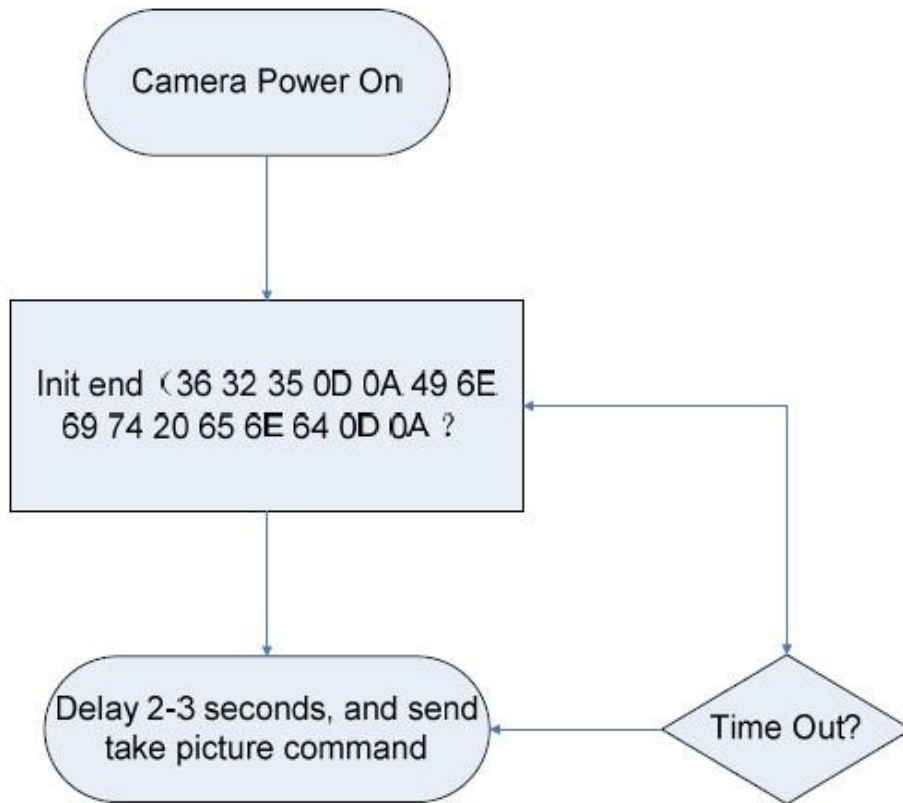 Camera Power On
Init end（36 32 35 0D 0A 49 6E
69 74 20 65 6E 64 0D 0A ?
Delay 2-3 seconds, and send
take picture command
Time Out?